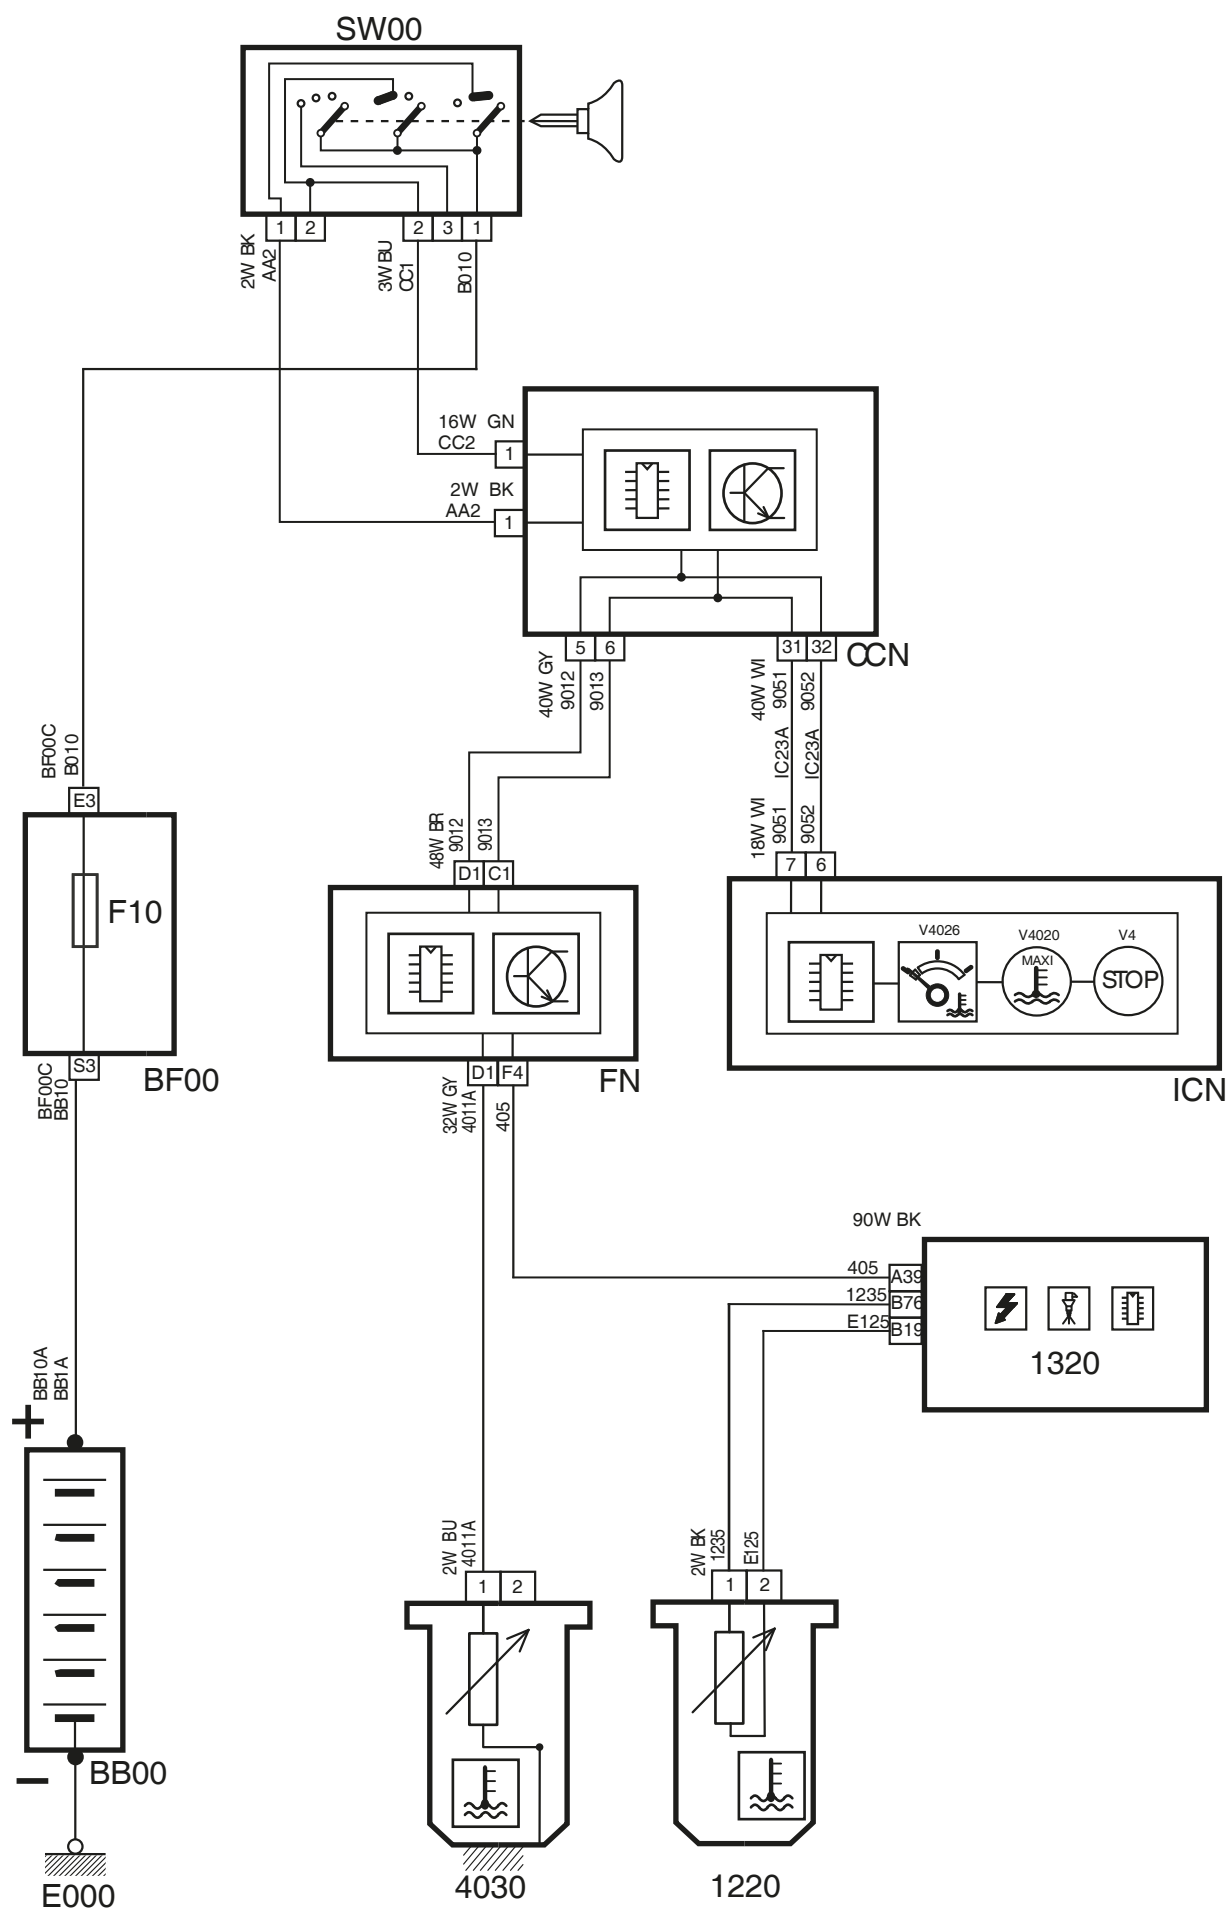 SW00
1 2
2 3 1
2W BK
AA2
3W BU
CC1
B010
16W GN
CC2
1
2W BK
AA2
1
5 6
31 32
CCN
40W GY
9012
9013
40W WI
9051
9052
IC23A
IC23A
BF00C
B010
E3
48W BR
9012
9013
18W WI
9051
9052
D1 C1
7 6
F10
V4026
V4020
V4
MAXI
STOP
S3
BF00
BF00C
BB10
D1 F4
FN
ICN
32W GY
4011A
405
90W BK
405
A39
1235
B76
E125
B19
1320
BB10A
BB1A
+
2W BU
4011A
2W BK
1235
E125
1 2
1 2
BB00
−
E000
4030
1220